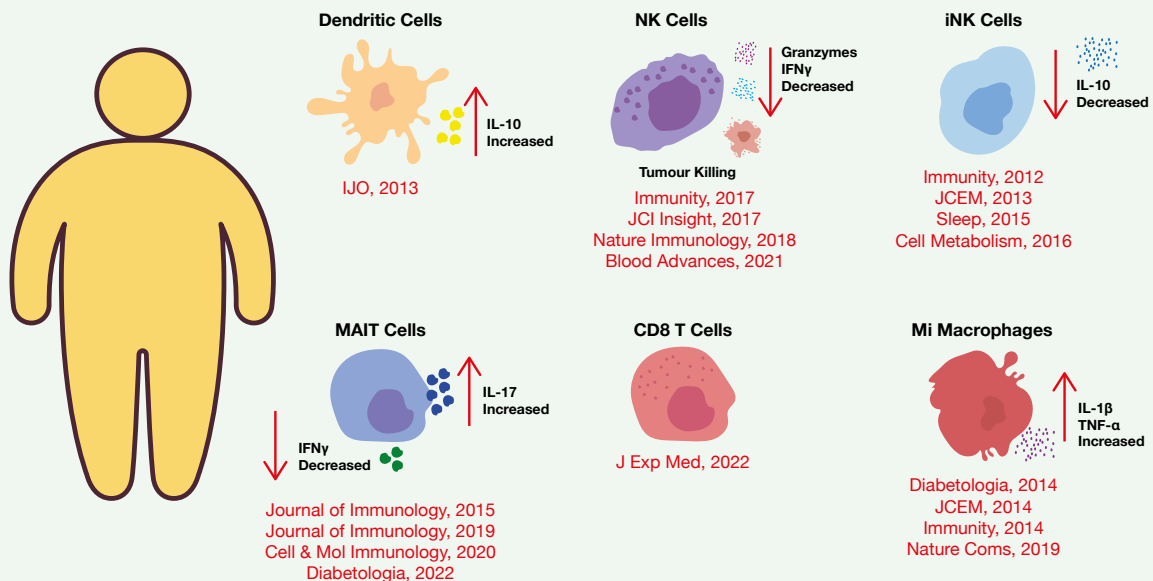 Dendritic Cells
IL-10
Increased
IJO, 2013
NK Cells
Granzymes
IFNγ
Decreased
Tumour Killing
Immunity, 2017
JCI Insight, 2017
Nature Immunology, 2018
Blood Advances, 2021
iNK Cells
IL-10
Decreased
Immunity, 2012
JCEM, 2013
Sleep, 2015
Cell Metabolism, 2016
MAIT Cells
IL-17
Increased
IFNγ
Decreased
Journal of Immunology, 2015
Journal of Immunology, 2019
Cell & Mol Immunology, 2020
Diabetologia, 2022
CD8 T Cells
J Exp Med, 2022
Mi Macrophages
IL-1β
TNF-α
Increased
Diabetologia, 2014
JCEM, 2014
Immunity, 2014
Nature Coms, 2019